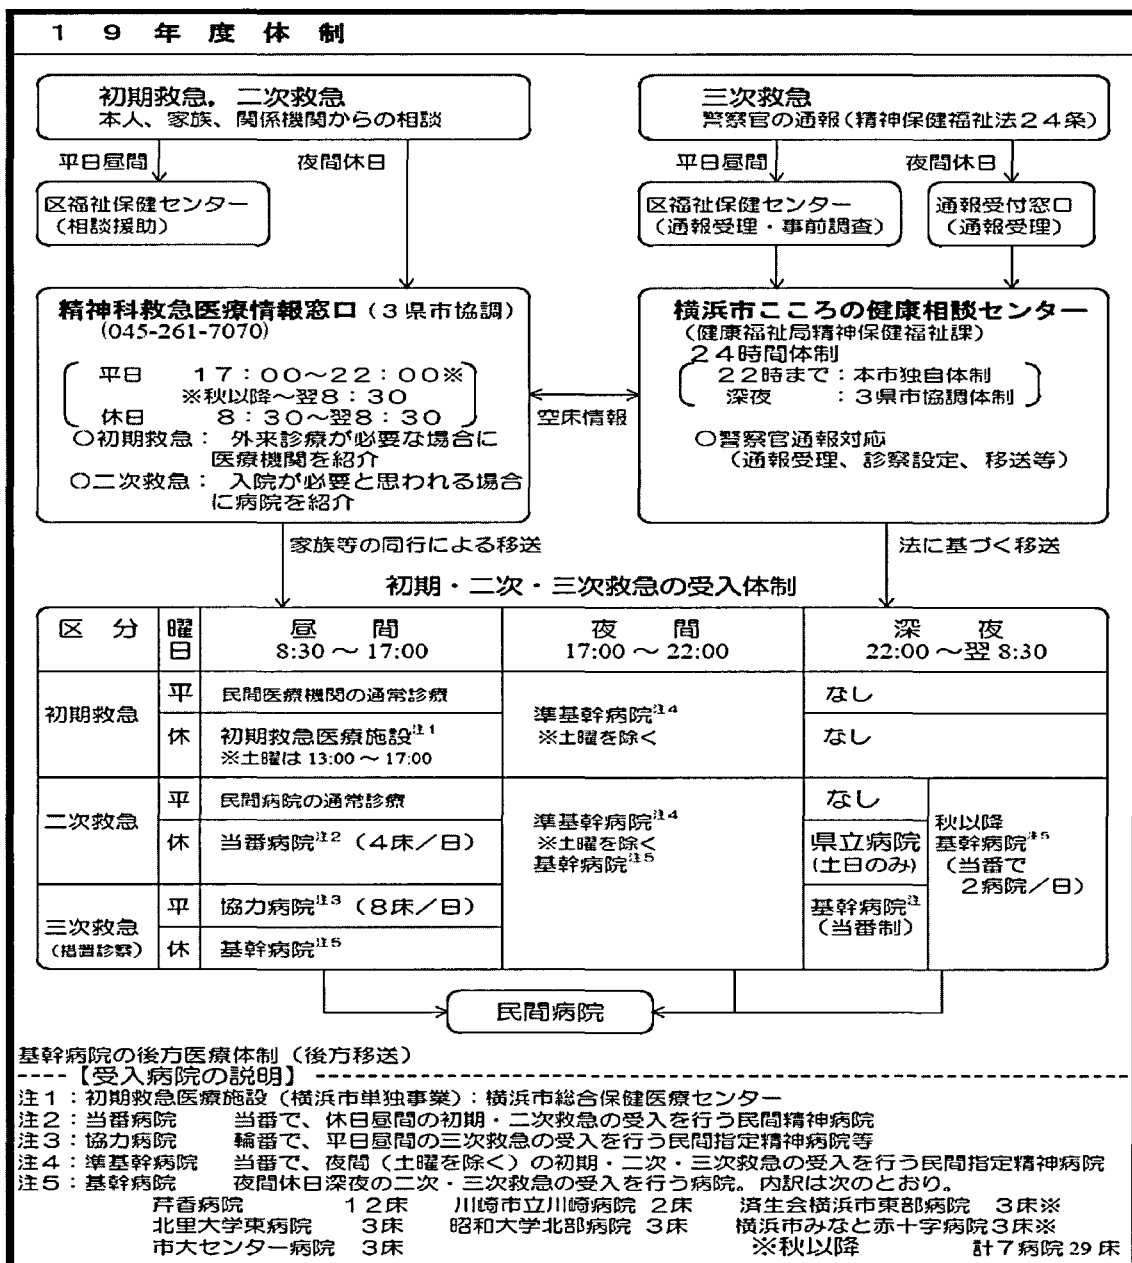 １９年度体制
初期救急，二次救急
本人、家族、関係機関からの相談
三次救急
警察官の通報（精神保健福祉法２４条）
平日昼間
夜間休日
平日昼間
夜間休日
区福祉保健センター
（相談援助）
区福祉保健センター
（通報受理・事前調査）
通報受付窓口
（通報受理）
精神科救急医療情報窓口（３県市協調）
(045-261-7070)
平日　１７：００～２２：００※
※秋以降～翌８：３０
休日　８：３０～翌８：３０
○初期救急：　外来診療が必要な場合に
医療機関を紹介
○二次救急：　入院が必要と思われる場合
に病院を紹介
空床情報
横浜市こころの健康相談センター
（健康福祉局精神保健福祉課）
２４時間体制
２２時まで：本市独自体制
深夜　：３県市協調体制
○警察官通報対応
（通報受理、診察設定、移送等）
家族等の同行による移送
法に基づく移送
初期・二次・三次救急の受入体制
区　分
曜日
昼　間
8:30 ～ 17:00
夜　間
17:00 ～ 22:00
深　夜
22:00 ～翌 8:30
初期救急
平
民間医療機関の通常診療
休
初期救急医療施設注1
※土曜は 13:00 ～ 17:00
準基幹病院注4
※土曜を除く
なし
なし
二次救急
平
民間病院の通常診療
休
当番病院注2（４床／日）
三次救急
（措置診察）
平
協力病院注3（８床／日）
休
基幹病院注5
準基幹病院注4
※土曜を除く
基幹病院注5
なし
県立病院
(土日のみ)
基幹病院注
（当番制）
秋以降
基幹病院注5
（当番で
２病院／日）
民間病院
基幹病院の後方医療体制（後方移送）
----【受入病院の説明】----
注１：初期救急医療施設（横浜市単独事業）：横浜市総合保健医療センター
注２：当番病院　当番で、休日昼間の初期・二次救急の受入を行う民間精神病院
注３：協力病院　輪番で、平日昼間の三次救急の受入を行う民間指定精神病院等
注４：準基幹病院　当番で、夜間（土曜を除く）の初期・二次・三次救急の受入を行う民間指定精神病院
注５：基幹病院　夜間休日深夜の二次・三次救急の受入を行う病院。内訳は次のとおり。
芹香病院　１２床　川崎市立川崎病院 ２床　済生会横浜市東部病院　３床※
北里大学東病院　３床　昭和大学北部病院 ３床　横浜市みなと赤十字病院３床※
市大センター病院　３床　※秋以降　計７病院 29 床